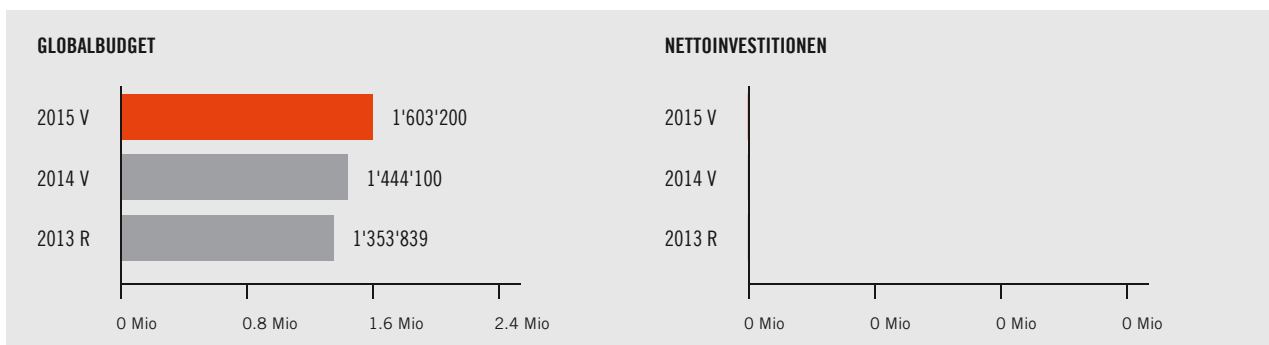 GLOBALBUDGET
2015 V 1'603'200
2014 V 1'444'100
2013 R 1'353'839
0 Mio 0.8 Mio 1.6 Mio 2.4 Mio
NETTOINVESTITIONEN
2015 V
2014 V
2013 R
0 Mio 0 Mio 0 Mio 0 Mio